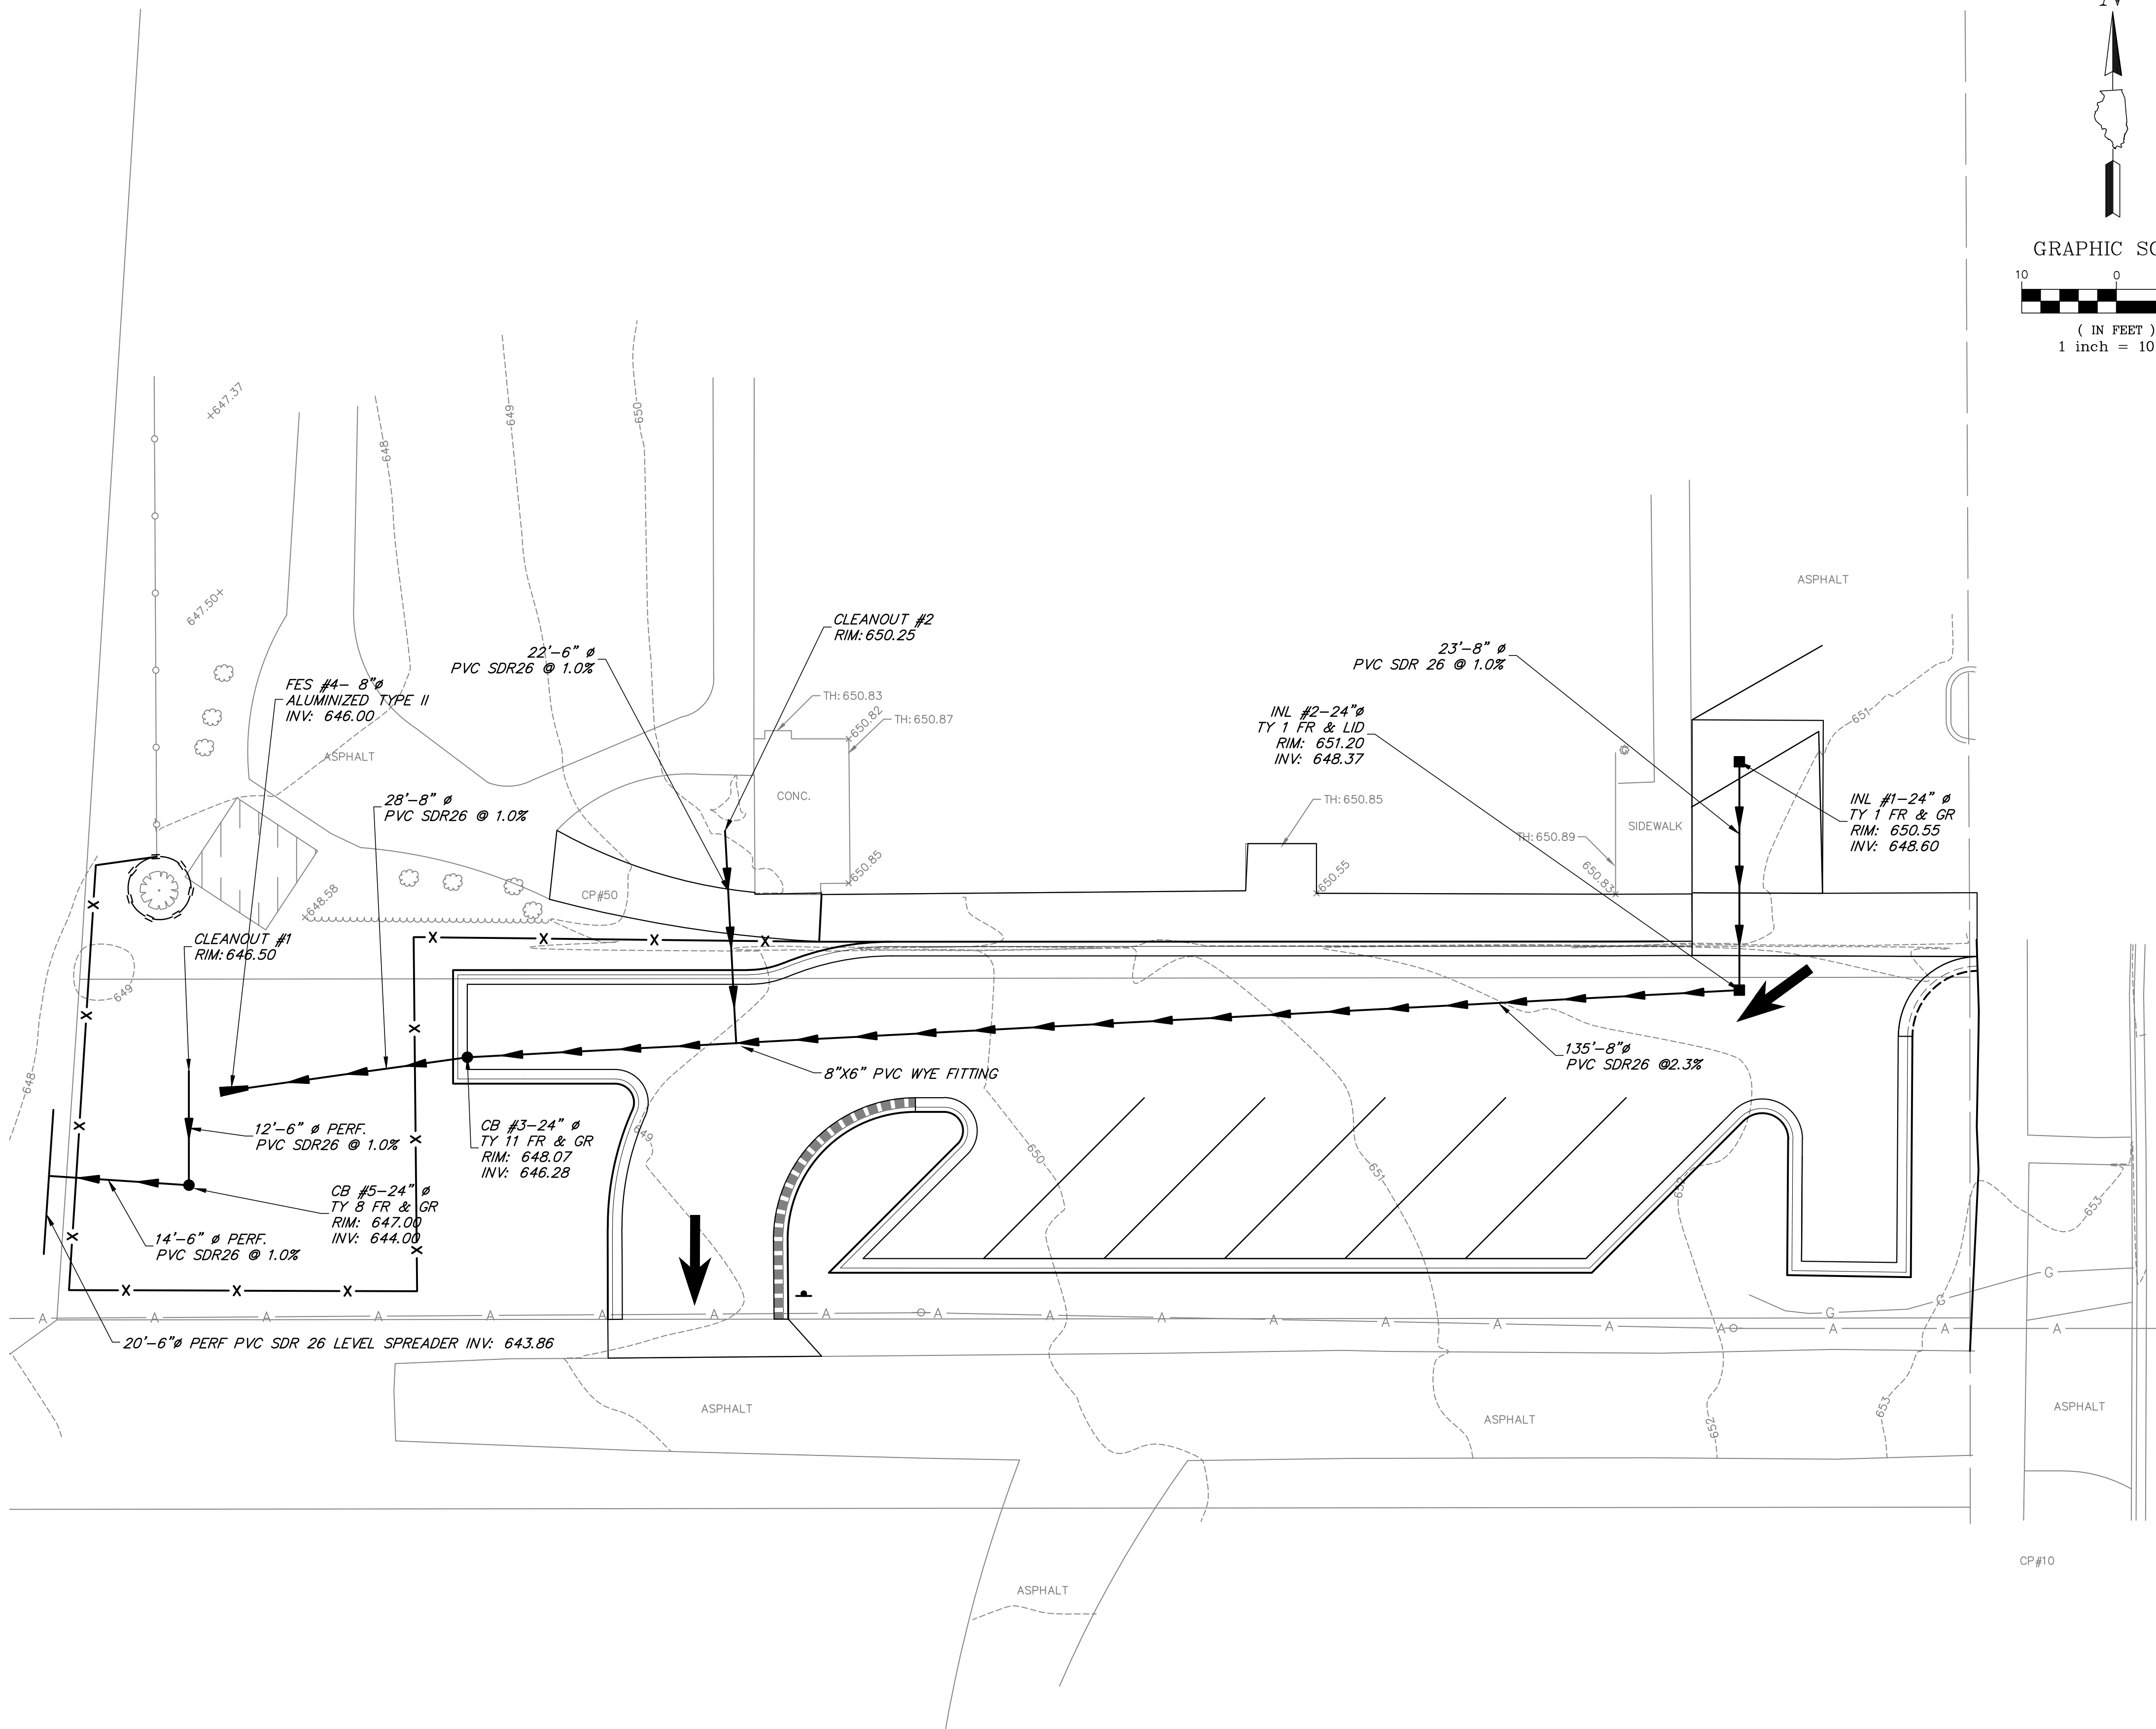 GRAPHIC
10 0
( IN FEET )
1 inch = 10
+647.37
649
650
648
ASPHALT
647.50+
CLEANOUT #2
RIM: 650.25
22'-6" ø
PVC SDR26 @ 1.0%
23'-8" ø
PVC SDR 26 @ 1.0%
FES #4- 8"ø
ALUMINIZED TYPE II
INV: 646.00
TH: 650.83
650.82
TH: 650.87
INL #2-24"ø
TY 1 FR & LID
RIM: 651.20
INV: 648.37
651
ASPHALT
CONC.
28'-8" ø
PVC SDR26 @ 1.0%
TH: 650.85
INL #1-24" ø
TY 1 FR & GR
RIM: 650.55
INV: 648.60
SIDEWALK
TH: 650.89
650.85
650.55
650.83
648.58
CP#50
CLEANOUT #1
RIM: 646.50
649
648
135'-8"ø
PVC SDR26 @2.3%
8"X6" PVC WYE FITTING
12'-6" ø PERF.
PVC SDR26 @ 1.0%
CB #3-24" ø
TY 11 FR & GR
RIM: 648.07
INV: 646.28
649
650
651
652
653
CB #5-24" ø
TY 8 FR & GR
RIM: 647.00
INV: 644.00
14'-6" ø PERF.
PVC SDR26 @ 1.0%
X X X X X X X X X X X X X X X
G G G
A A A A A A A A A A A A A A A A A A A
20'-6"ø PERF PVC SDR 26 LEVEL SPREADER INV: 643.86
ASPHALT
ASPHALT
652
653
ASPHALT
CP#10
ASPHALT